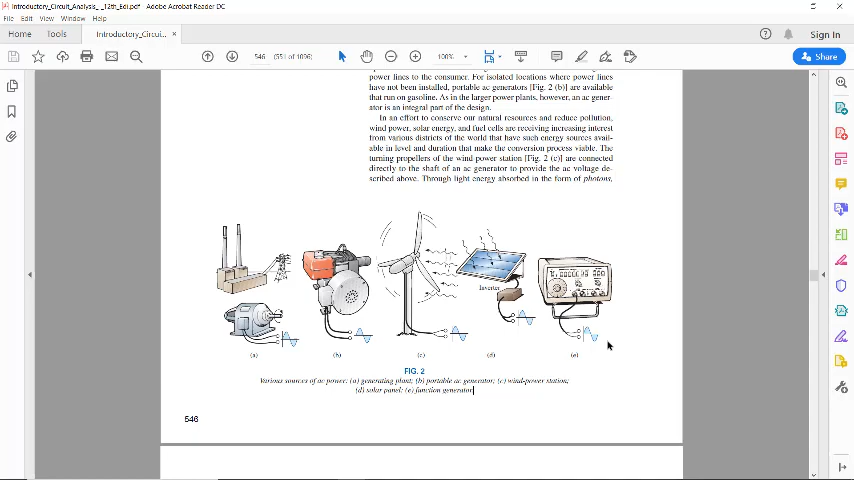 Introductory_Circuit_Analysis_ _12th_Edi.pdf - Adobe Acrobat Reader DC
File Edit View Window Help
Home Tools Introductory_Circui... × Sign In
546 (551 of 1096) 100% Share
power lines to the consumer. For isolated locations where power lines
have not been installed, portable ac generators [Fig. 2 (b)] are available
that run on gasoline. As in the larger power plants, however, an ac gener-
ator is an integral part of the design.
In an effort to conserve our natural resources and reduce pollution,
wind power, solar energy, and fuel cells are receiving increasing interest
from various districts of the world that have such energy sources avail-
able in level and duration that make the conversion process viable. The
turning propellers of the wind-power station [Fig. 2 (c)] are connected
directly to the shaft of an ac generator to provide the ac voltage de-
scribed above. Through light energy absorbed in the form of photons,
Inverter
(a) (b) (c) (d) (e)
FIG. 2
Various sources of ac power: (a) generating plant; (b) portable ac generator; (c) wind-power station;
(d) solar panel; (e) function generator.
546